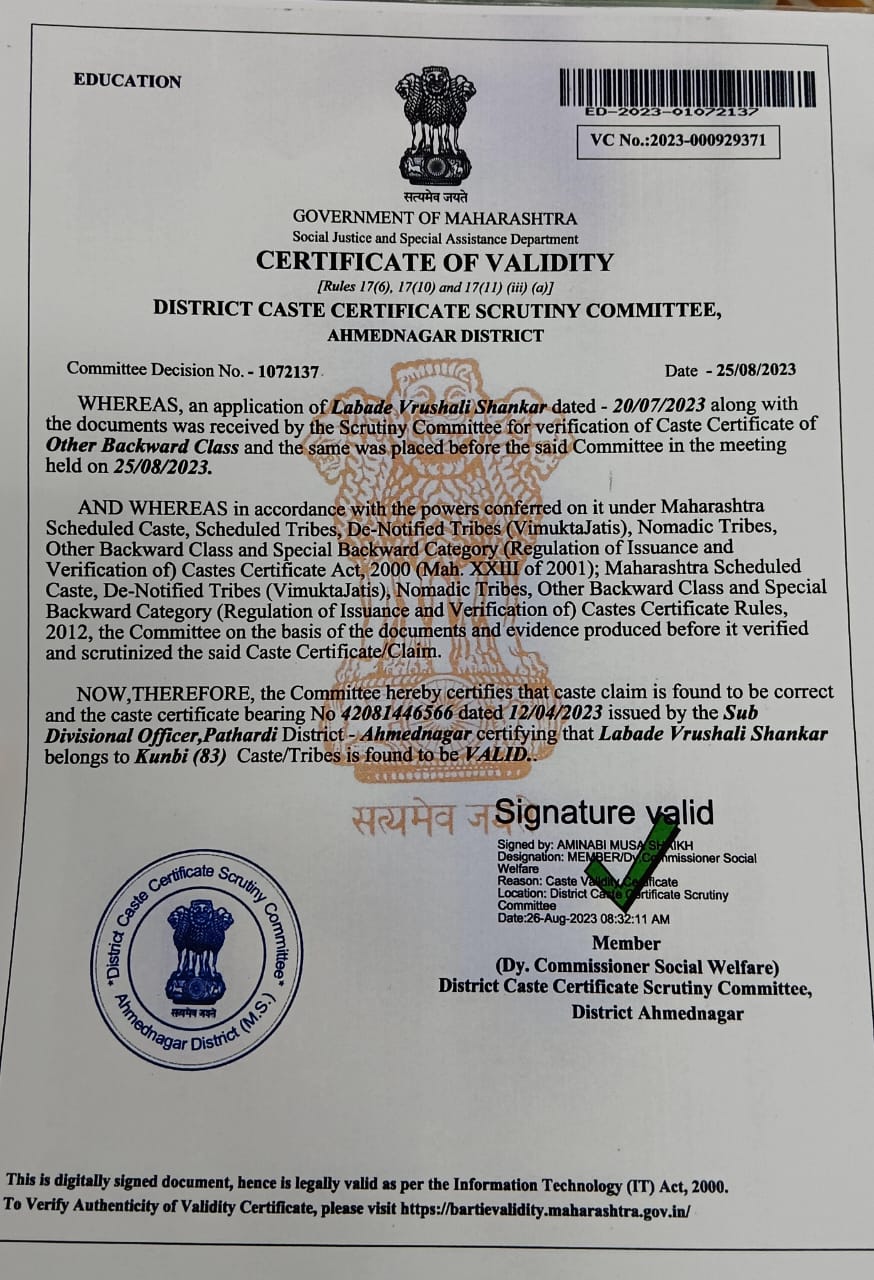 EDUCATION
ED-2023-01072137
VC No.:2023-000929371
सत्यमेव जयते
GOVERNMENT OF MAHARASHTRA
Social Justice and Special Assistance Department
CERTIFICATE OF VALIDITY
[Rules 17(6), 17(10) and 17(11) (iii) (a)]
DISTRICT CASTE CERTIFICATE SCRUTINY COMMITTEE,
AHMEDNAGAR DISTRICT
Committee Decision No. - 1072137
Date - 25/08/2023
WHEREAS, an application of Labade Vrushali Shankar dated - 20/07/2023 along with
the documents was received by the Scrutiny Committee for verification of Caste Certificate of
Other Backward Class and the same was placed before the said Committee in the meeting
held on 25/08/2023.
AND WHEREAS in accordance with the powers conferred on it under Maharashtra
Scheduled Caste, Scheduled Tribes, De-Notified Tribes (VimuktaJatis), Nomadic Tribes,
Other Backward Class and Special Backward Category (Regulation of Issuance and
Verification of) Castes Certificate Act, 2000 (Mah. XXIII of 2001); Maharashtra Scheduled
Caste, De-Notified Tribes (VimuktaJatis), Nomadic Tribes, Other Backward Class and Special
Backward Category (Regulation of Issuance and Verification of) Castes Certificate Rules,
2012, the Committee on the basis of the documents and evidence produced before it verified
and scrutinized the said Caste Certificate/Claim.
NOW,THEREFORE, the Committee hereby certifies that caste claim is found to be correct
and the caste certificate bearing No 42081446566 dated 12/04/2023 issued by the Sub
Divisional Officer,Pathardi District - Ahmednagar certifying that Labade Vrushali Shankar
belongs to Kunbi (83) Caste/Tribes is found to be VALID..
सत्यमेव
Signature valid
Signed by: AMINABI MUSA SHAIKH
Designation: MEMBER/Dy.Commissioner Social
Welfare
Reason: Caste Validity Certificate
Location: District Caste Certificate Scrutiny
Committee
Date:26-Aug-2023 08:32:11 AM
Member
(Dy. Commissioner Social Welfare)
District Caste Certificate Scrutiny Committee,
District Ahmednagar
*District Caste Certificate Scrutiny Committee*
Ahmednagar District (M.S.)
सत्यमेव जयते
This is digitally signed document, hence is legally valid as per the Information Technology (IT) Act, 2000.
To Verify Authenticity of Validity Certificate, please visit https://bartievalidity.maharashtra.gov.in/